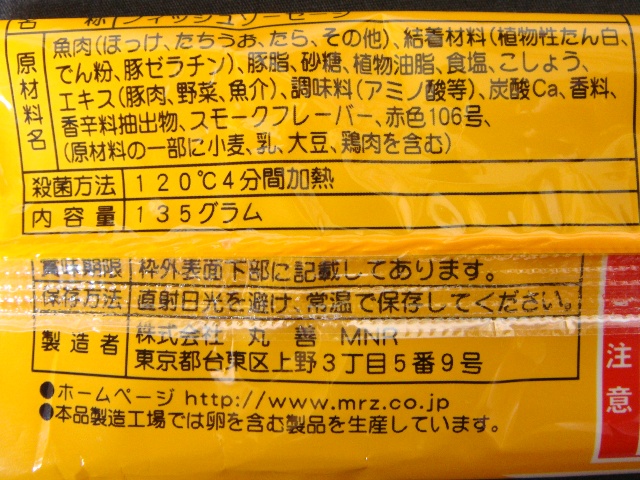 名 称 フィッシュソーセージ
原材料名
魚肉(ほっけ、たちうお、たら、その他)、結着材料(植物性たん白、
でん粉、豚ゼラチン)、豚脂、砂糖、植物油脂、食塩、こしょう、
エキス(豚肉、野菜、魚介)、調味料(アミノ酸等)、炭酸Ca、香料、
香辛料抽出物、スモークフレーバー、赤色106号、
(原材料の一部に小麦、乳、大豆、鶏肉を含む)
殺菌方法 120℃4分間加熱
内容量 135グラム
賞味期限 枠外表面下部に記載してあります。
保存方法 直射日光を避け、常温で保存してください。
製造者 株式会社 丸善 MNR
東京都台東区上野3丁目5番9号
●ホームページ http://www.mrz.co.jp
●本品製造工場では卵を含む製品を生産しています。
注意